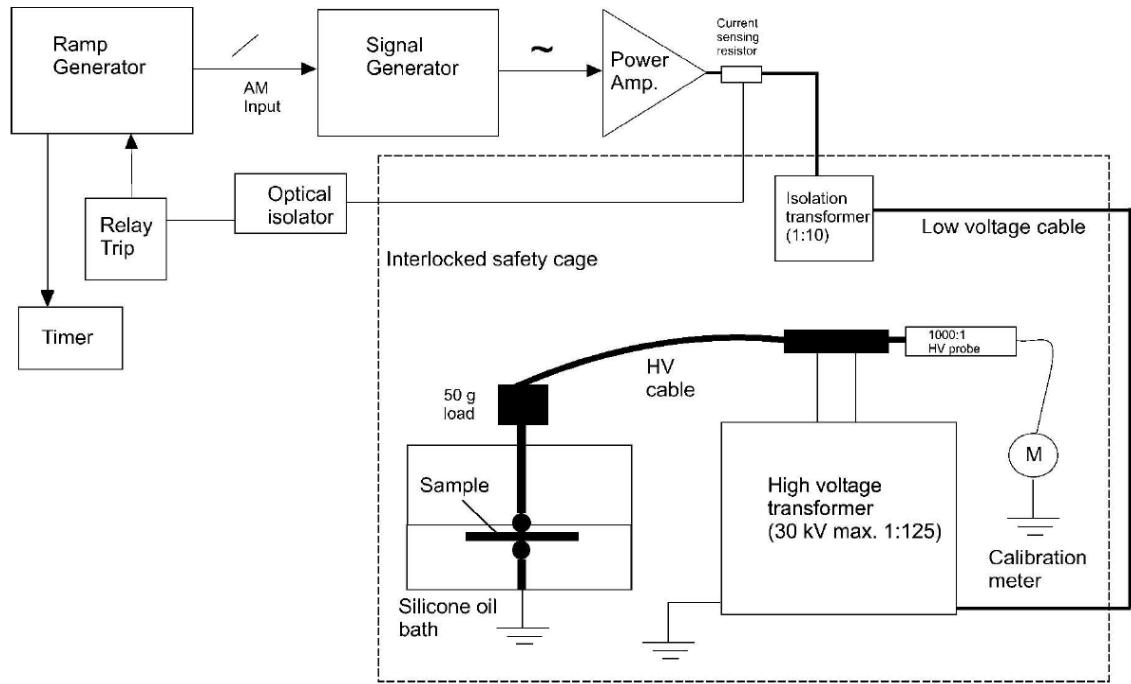 Ramp
Generator
AM
Input
Signal
Generator
~
Power
Amp.
Current
sensing
resistor
Optical
isolator
Relay
Trip
Timer
Isolation
transformer
(1:10)
Low voltage cable
Interlocked safety cage
1000:1
HV probe
HV
cable
50 g
load
Sample
M
High voltage
transformer
(30 kV max. 1:125)
Calibration
meter
Silicone oil
bath